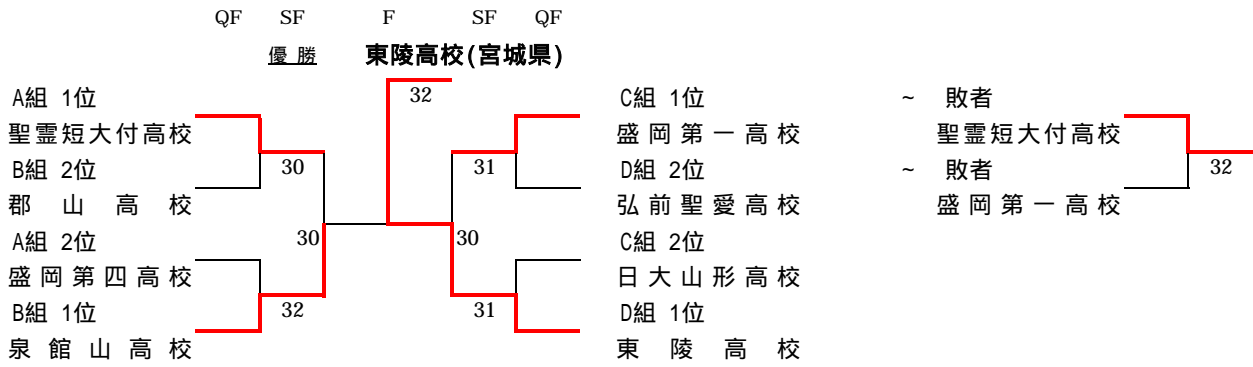 QF SF F SF QF
優勝 東陵高校(宮城県)
A組 1位 32 C組 1位 ~ 敗者
聖霊短大付高校 盛岡第一高校 聖霊短大付高校
B組 2位 30 31 D組 2位 ~ 敗者 32
郡山高校 弘前聖愛高校 盛岡第一高校
A組 2位 30 30 C組 2位
盛岡第四高校 日大山形高校
B組 1位 32 31 D組 1位
泉館山高校 東陵高校